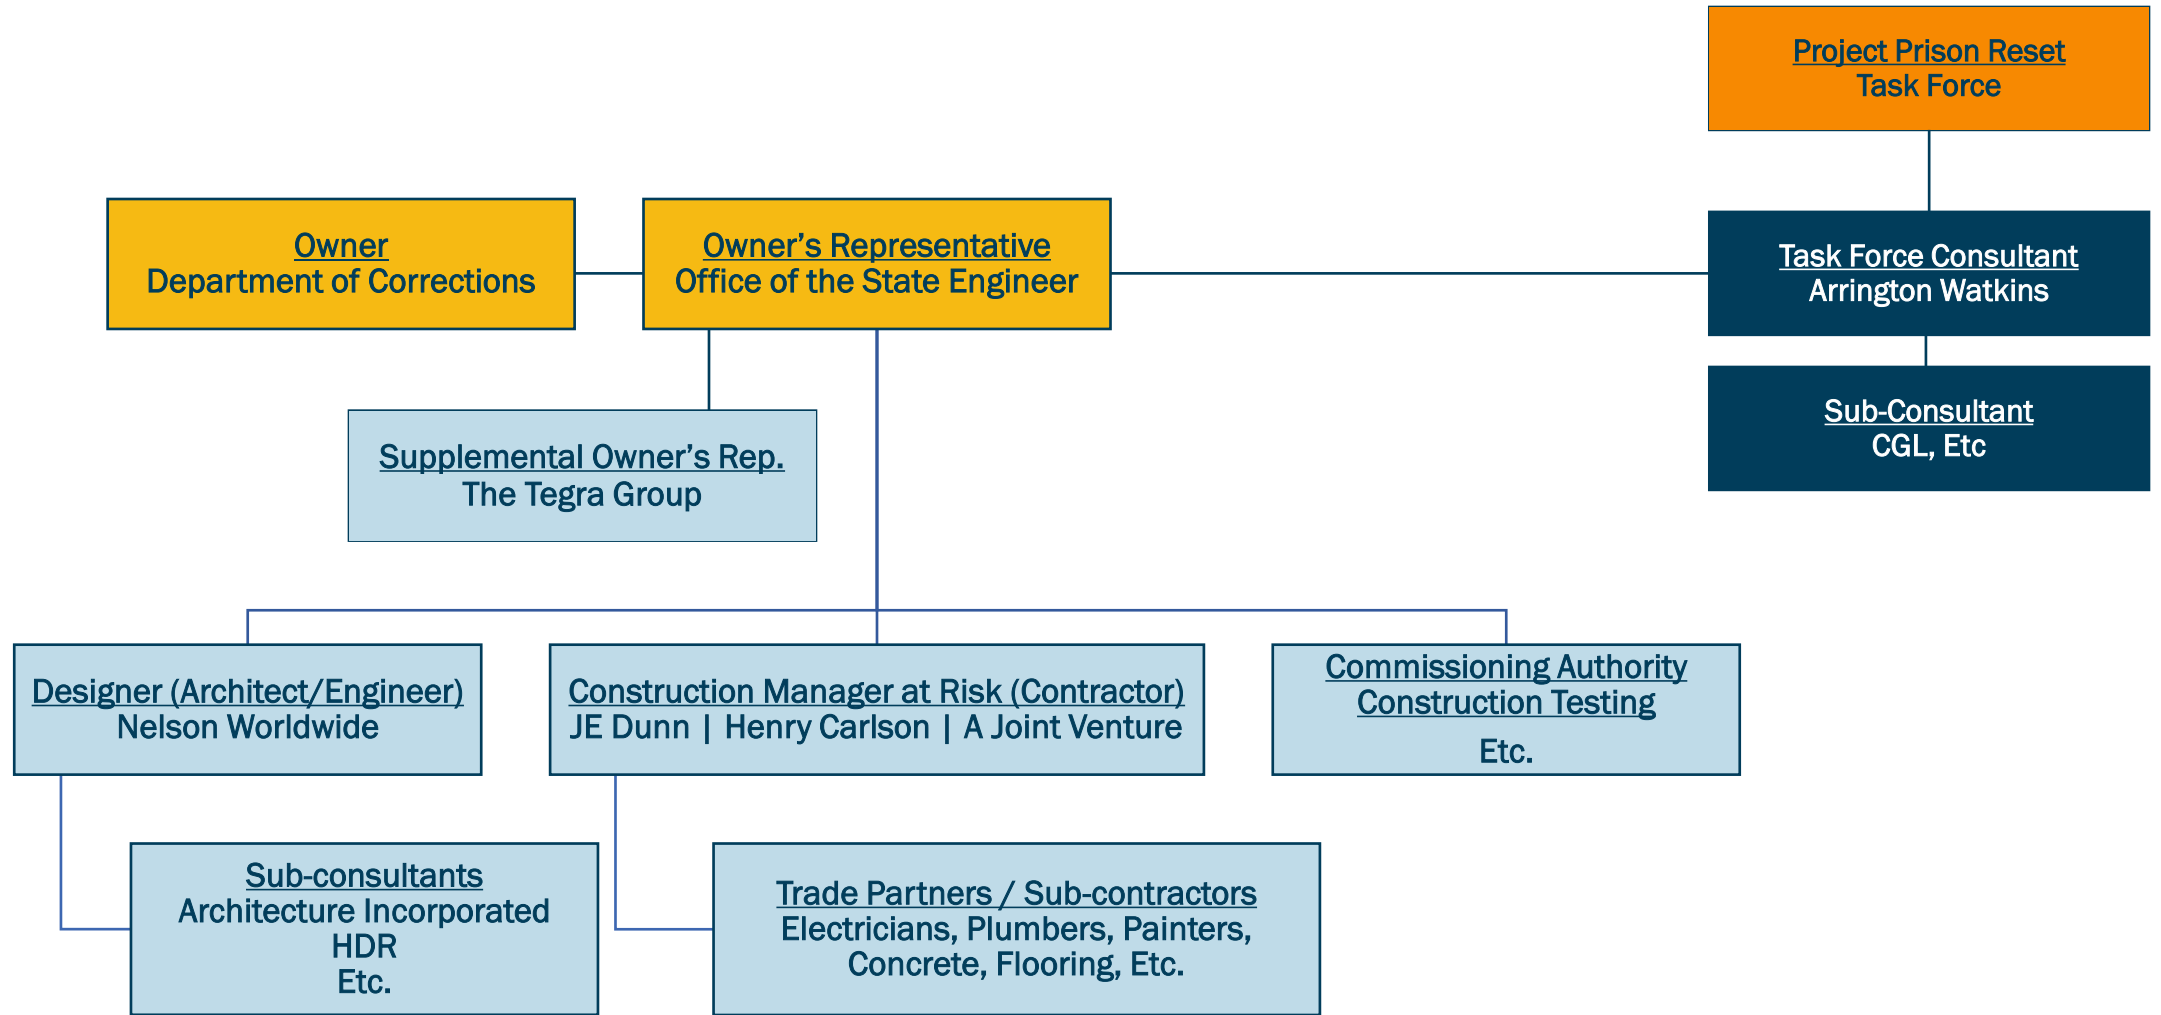 Project Prison Reset
Task Force
Owner
Department of Corrections
Owner’s Representative
Office of the State Engineer
Task Force Consultant
Arrington Watkins
Sub-Consultant
CGL, Etc
Supplemental Owner’s Rep.
The Tegra Group
Designer (Architect/Engineer)
Nelson Worldwide
Construction Manager at Risk (Contractor)
JE Dunn | Henry Carlson | A Joint Venture
Commissioning Authority
Construction Testing
Etc.
Sub-consultants
Architecture Incorporated
HDR
Etc.
Trade Partners / Sub-contractors
Electricians, Plumbers, Painters,
Concrete, Flooring, Etc.